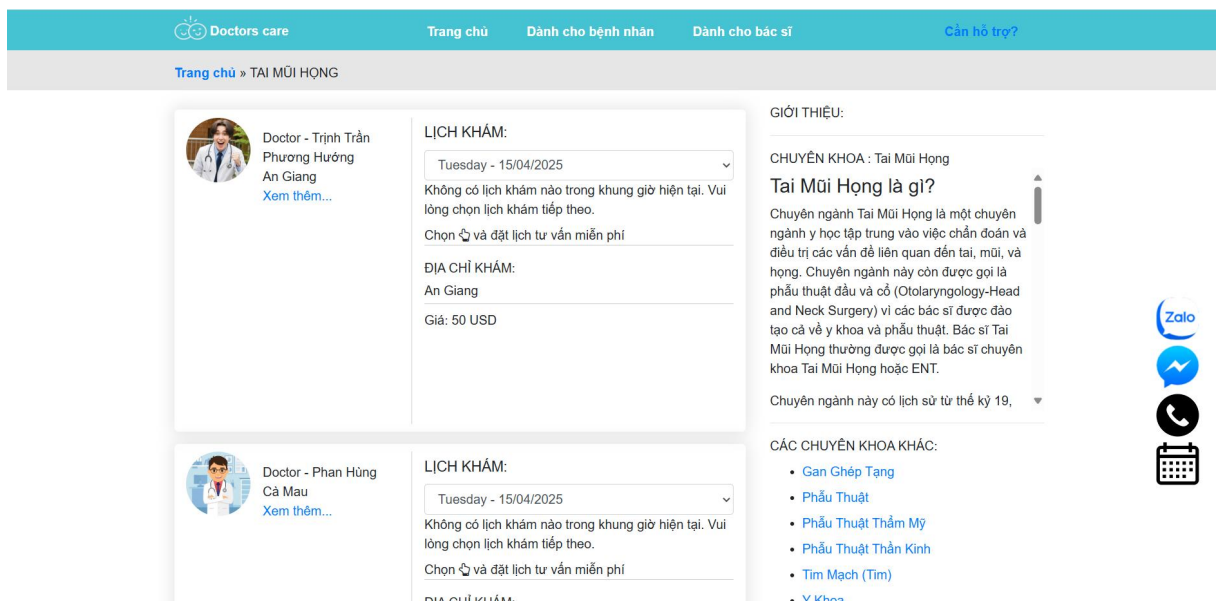 Doctors care
Trang chủ
Dành cho bệnh nhân
Dành cho bác sĩ
Cần hỗ trợ?
Trang chủ » TAI MŨI HỌNG
Doctor - Trịnh Trần
Phương Hướng
An Giang
Xem thêm...
LỊCH KHÁM:
Tuesday - 15/04/2025
Không có lịch khám nào trong khung giờ hiện tại. Vui
lòng chọn lịch khám tiếp theo.
Chọn và đặt lịch tư vấn miễn phí
ĐỊA CHỈ KHÁM:
An Giang
Giá: 50 USD
Doctor - Phan Hùng
Cà Mau
Xem thêm...
LỊCH KHÁM:
Tuesday - 15/04/2025
Không có lịch khám nào trong khung giờ hiện tại. Vui
lòng chọn lịch khám tiếp theo.
Chọn và đặt lịch tư vấn miễn phí
ĐỊA CHỈ KHÁM:
GIỚI THIỆU:
CHUYÊN KHOA : Tai Mũi Họng
Tai Mũi Họng là gì?
Chuyên ngành Tai Mũi Họng là một chuyên
ngành y học tập trung vào việc chẩn đoán và
điều trị các vấn đề liên quan đến tai, mũi, và
họng. Chuyên ngành này còn được gọi là
phẫu thuật đầu và cổ (Otolaryngology-Head
and Neck Surgery) vì các bác sĩ được đào
tạo cả về y khoa và phẫu thuật. Bác sĩ Tai
Mũi Họng thường được gọi là bác sĩ chuyên
khoa Tai Mũi Họng hoặc ENT.
Chuyên ngành này có lịch sử từ thế kỷ 19,
CÁC CHUYÊN KHOA KHÁC:
Gan Ghép Tạng
Phẫu Thuật
Phẫu Thuật Thẩm Mỹ
Phẫu Thuật Thần Kinh
Tim Mạch (Tim)
Y Khoa
Zalo